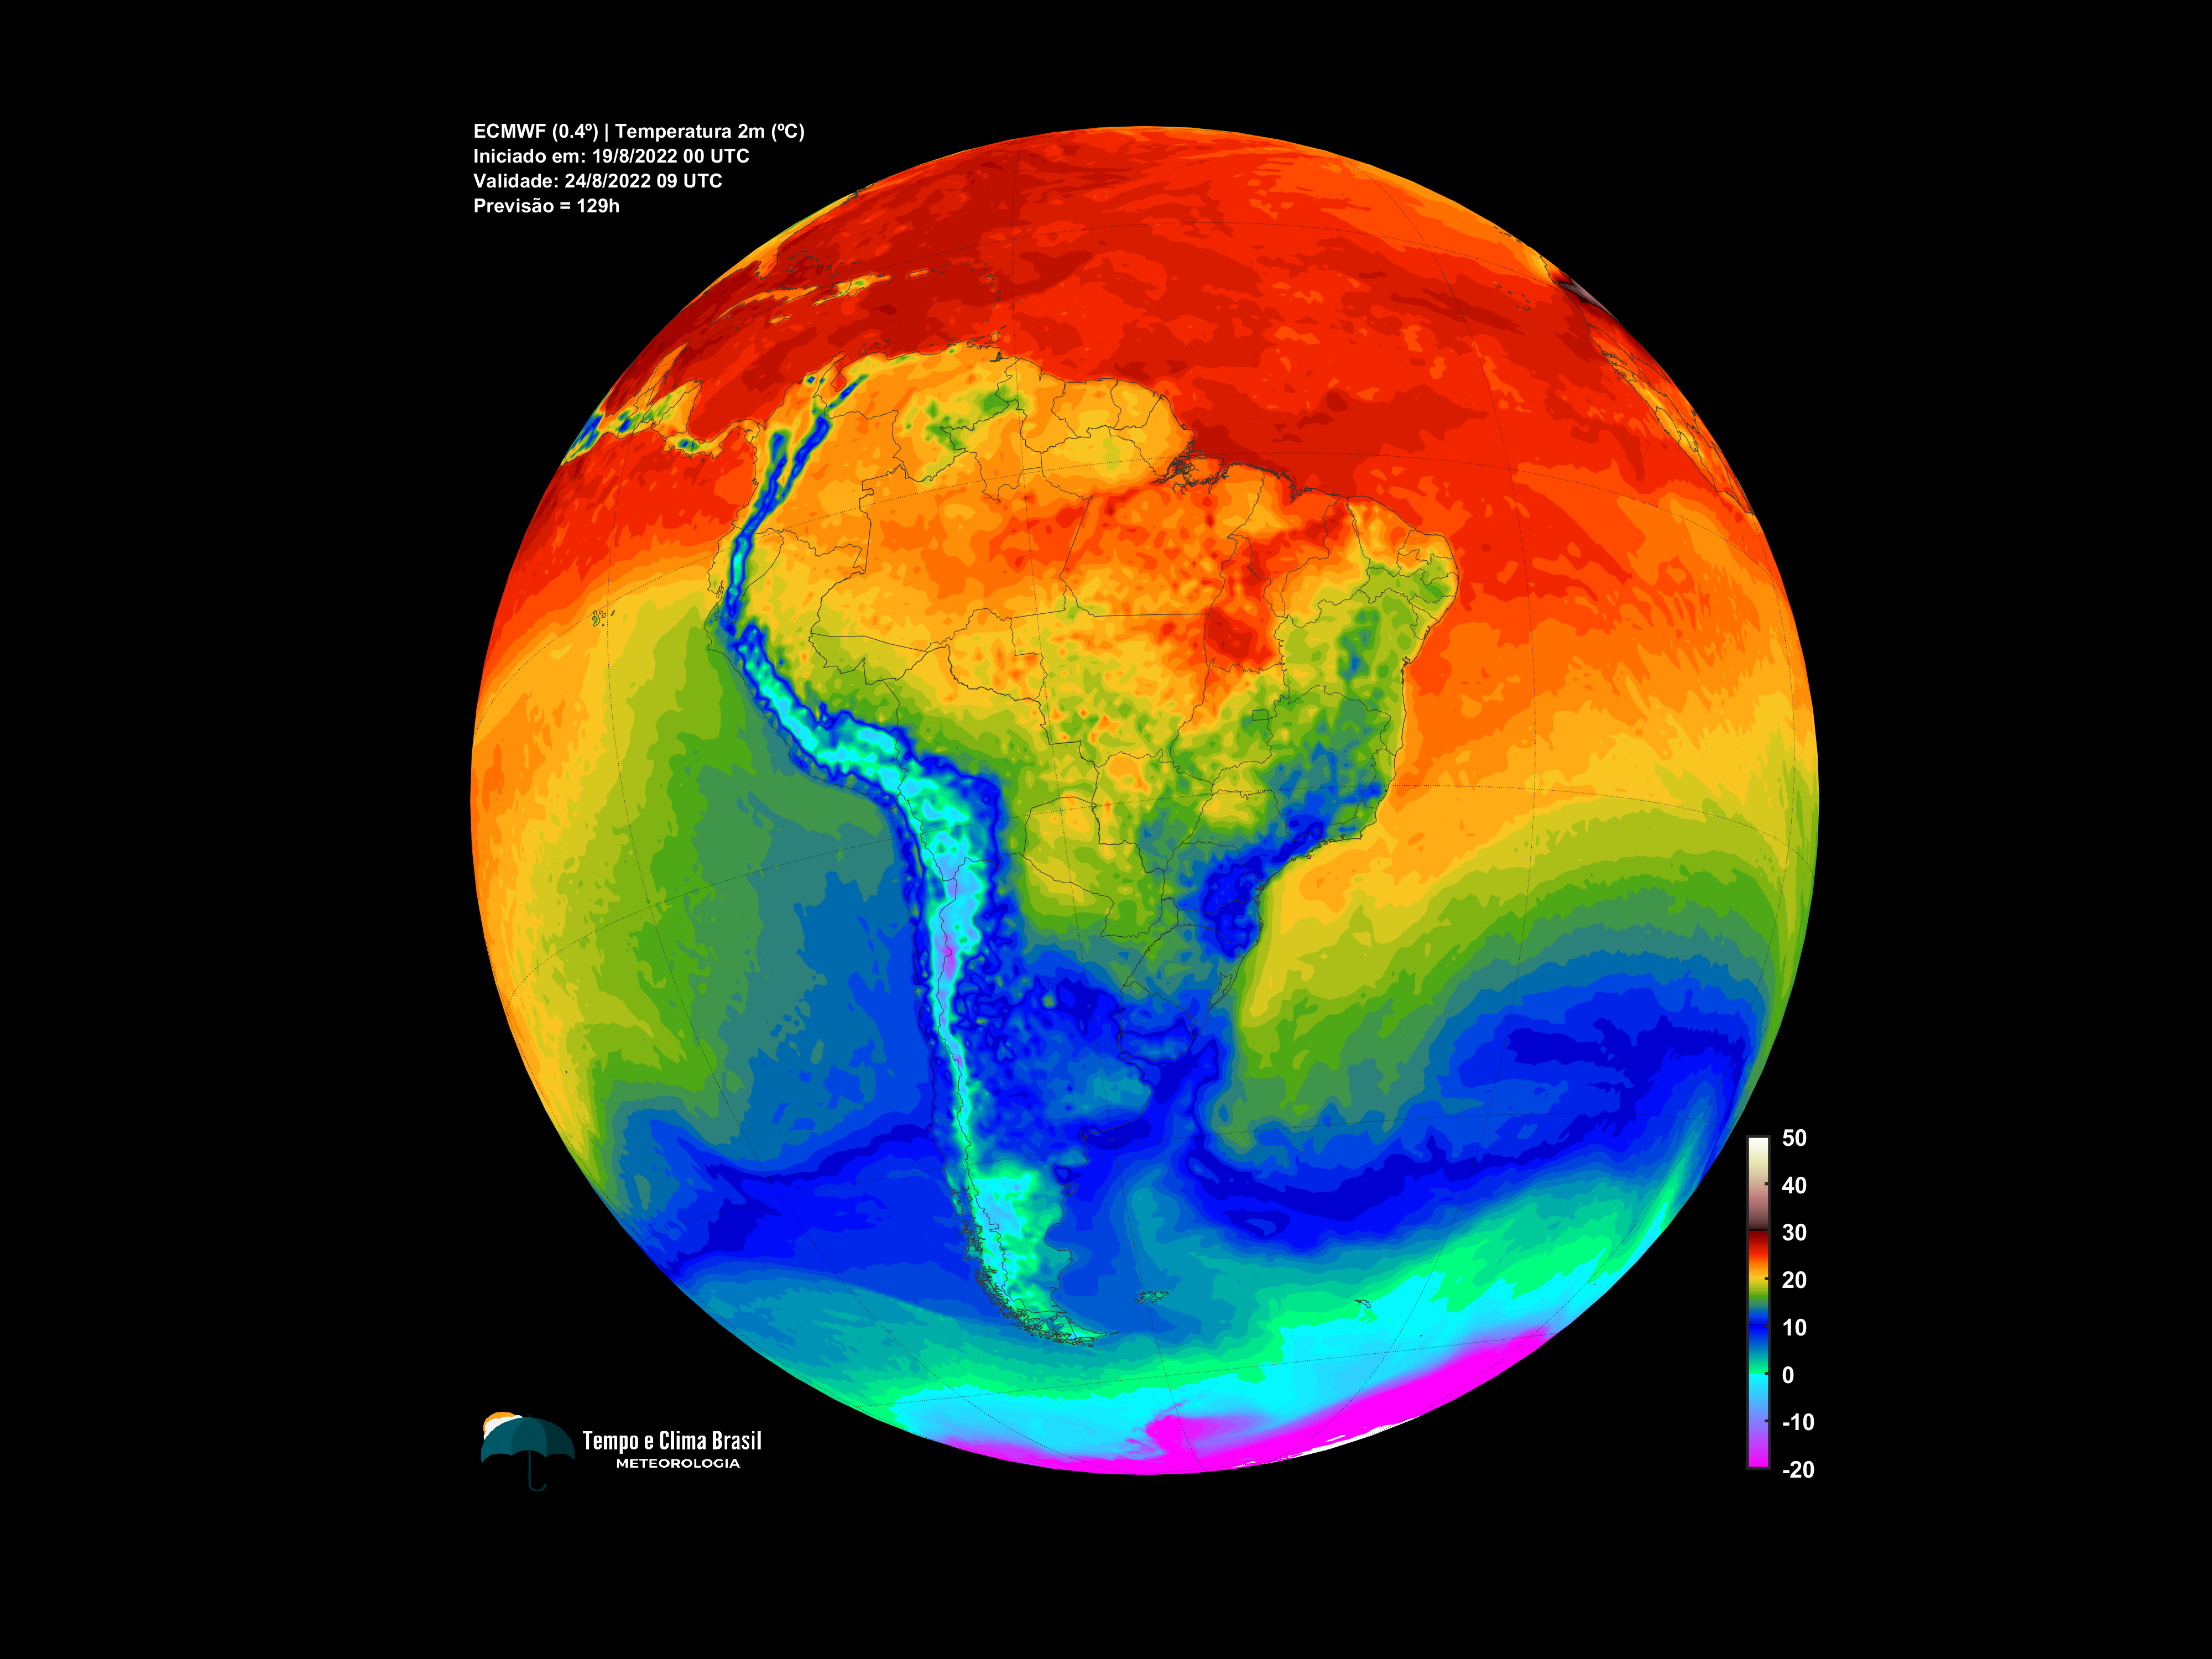 ECMWF (0.4º) | Temperatura 2m (ºC)
Iniciado em: 19/8/2022 00 UTC
Validade: 24/8/2022 09 UTC
Previsão = 129h
50
40
30
20
10
0
-10
-20
Tempo e Clima Brasil
METEOROLOGIA